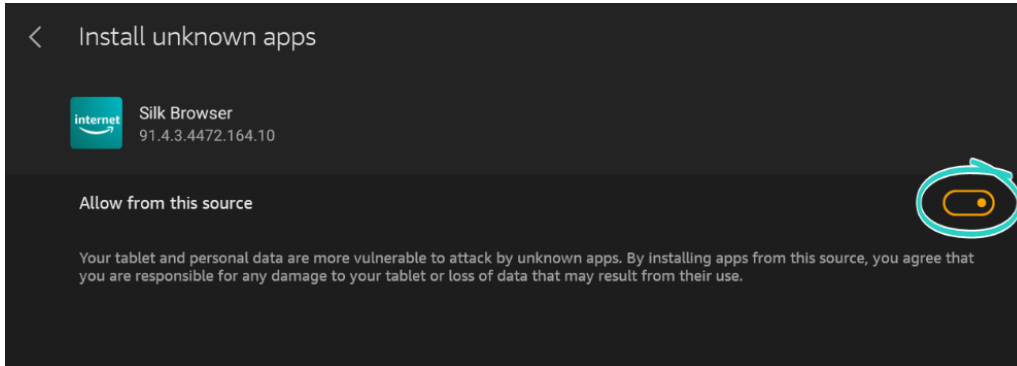 Install unknown apps
internet
Silk Browser
91.4.3.4472.164.10
Allow from this source
Your tablet and personal data are more vulnerable to attack by unknown apps. By installing apps from this source, you agree that
you are responsible for any damage to your tablet or loss of data that may result from their use.